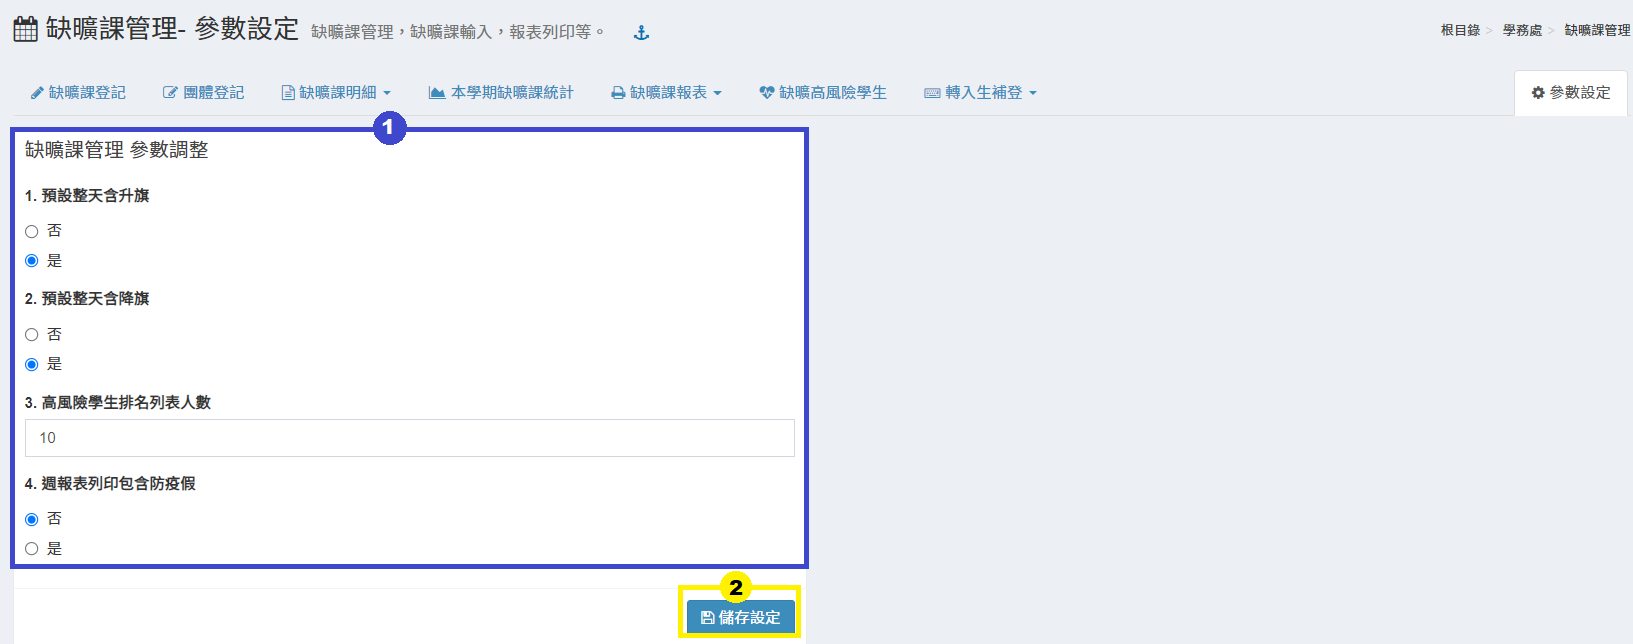 缺曠課管理- 參數設定 缺曠課管理，缺曠課輸入，報表列印等。
根目錄 > 學務處 > 缺曠課管理
缺曠課登記 團體登記 缺曠課明細 本學期缺曠課統計 缺曠課報表 缺曠高風險學生 轉入生補登 參數設定
1
缺曠課管理 參數調整
1. 預設整天含升旗
否
是
2. 預設整天含降旗
否
是
3. 高風險學生排名列表人數
10
4. 週報表列印包含防疫假
否
是
2
儲存設定